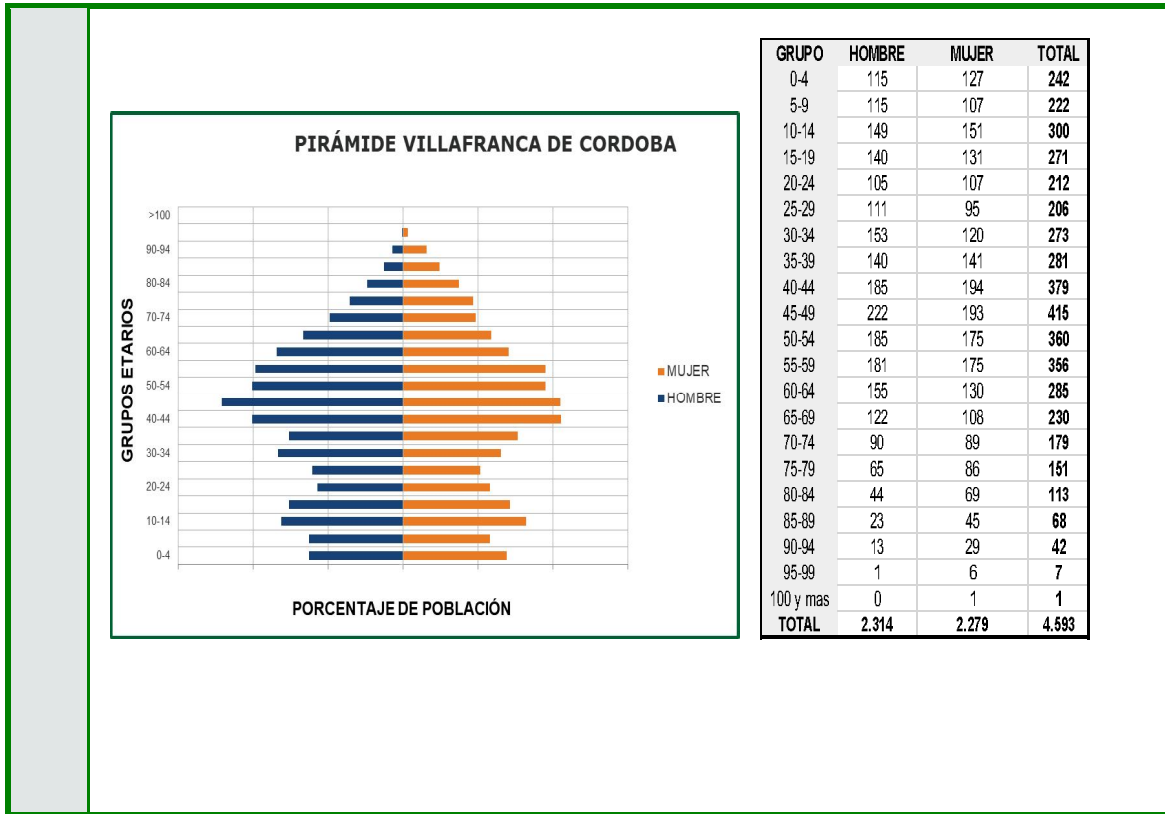 PIRÁMIDE VILLAFRANCA DE CORDOBA
GRUPOS ETARIOS
>100
90-94
80-84
70-74
60-64
50-54
40-44
30-34
20-24
10-14
0-4
MUJER
HOMBRE
PORCENTAJE DE POBLACIÓN
GRUPO HOMBRE MUJER TOTAL
0-4 115 127 242
5-9 115 107 222
10-14 149 151 300
15-19 140 131 271
20-24 105 107 212
25-29 111 95 206
30-34 153 120 273
35-39 140 141 281
40-44 185 194 379
45-49 222 193 415
50-54 185 175 360
55-59 181 175 356
60-64 155 130 285
65-69 122 108 230
70-74 90 89 179
75-79 65 86 151
80-84 44 69 113
85-89 23 45 68
90-94 13 29 42
95-99 1 6 7
100 y mas 0 1 1
TOTAL 2.314 2.279 4.593